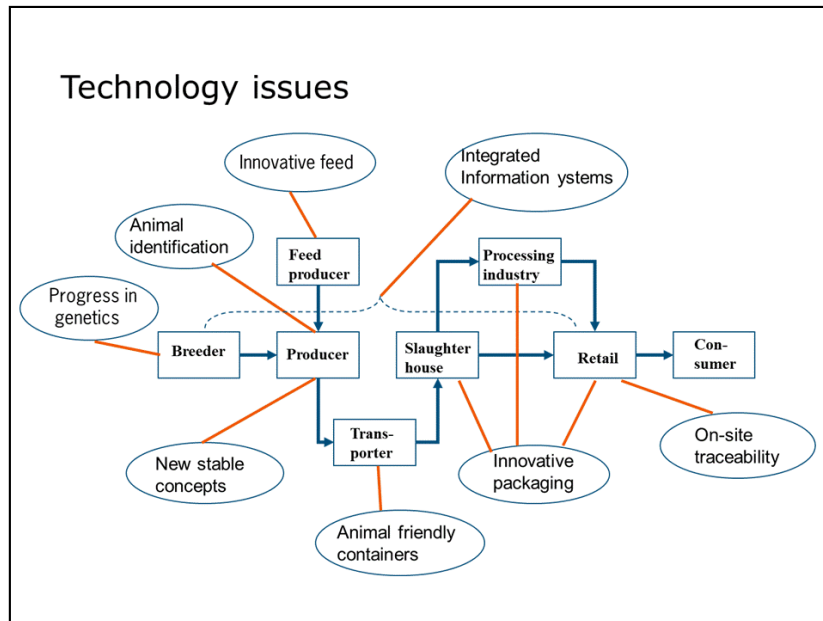 Technology issues
Innovative feed
Integrated
Information ystems
Animal
identification
Feed
producer
Processing
industry
Progress in
genetics
Breeder
Producer
Slaughter
house
Retail
Con-
sumer
Trans-
porter
New stable
concepts
Innovative
packaging
On-site
traceability
Animal friendly
containers